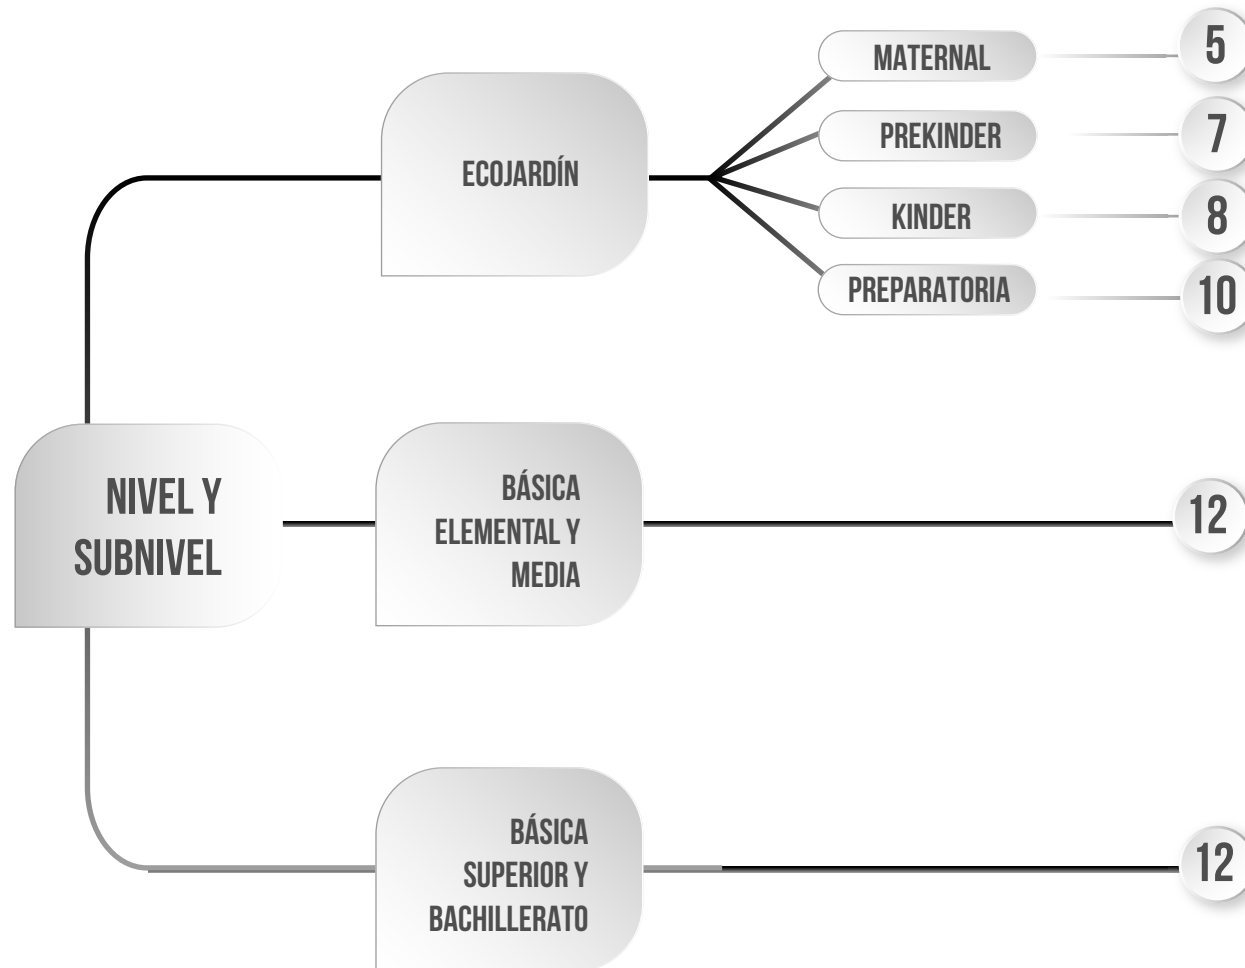 MATERNAL
5
PREKINDER
7
ECOJARDÍN
KINDER
8
PREPARATORIA
10
NIVEL Y
SUBNIVEL
BÁSICA
ELEMENTAL Y
MEDIA
12
BÁSICA
SUPERIOR Y
BACHILLERATO
12